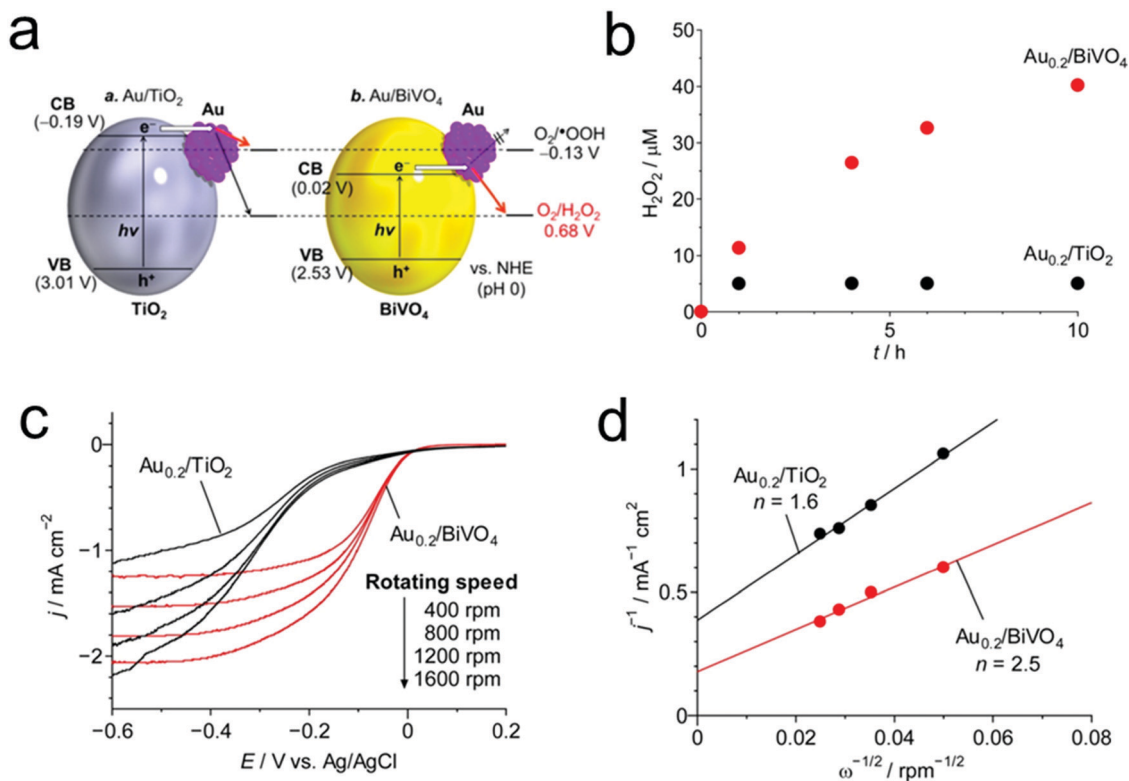 a
a. Au/TiO₂
Au
CB
(−0.19 V)
e⁻
hν
VB
(3.01 V)
h⁺
TiO₂
b. Au/BiVO₄
Au
CB
(0.02 V)
e⁻
hν
VB
(2.53 V)
h⁺
BiVO₄
O₂/•OOH
−0.13 V
O₂/H₂O₂
0.68 V
vs. NHE
(pH 0)
b
H₂O₂ / μM
50
40
30
20
10
0
Au₀.₂/BiVO₄
Au₀.₂/TiO₂
0
5
10
t / h
c
j / mA cm⁻²
0
−1
−2
Au₀.₂/TiO₂
Au₀.₂/BiVO₄
Rotating speed
400 rpm
800 rpm
1200 rpm
1600 rpm
−0.6
−0.4
−0.2
0
0.2
E / V vs. Ag/AgCl
d
j⁻¹ / mA⁻¹ cm²
1
0.5
0
Au₀.₂/TiO₂
n = 1.6
Au₀.₂/BiVO₄
n = 2.5
0
0.02
0.04
0.06
0.08
ω⁻¹/² / rpm⁻¹/²